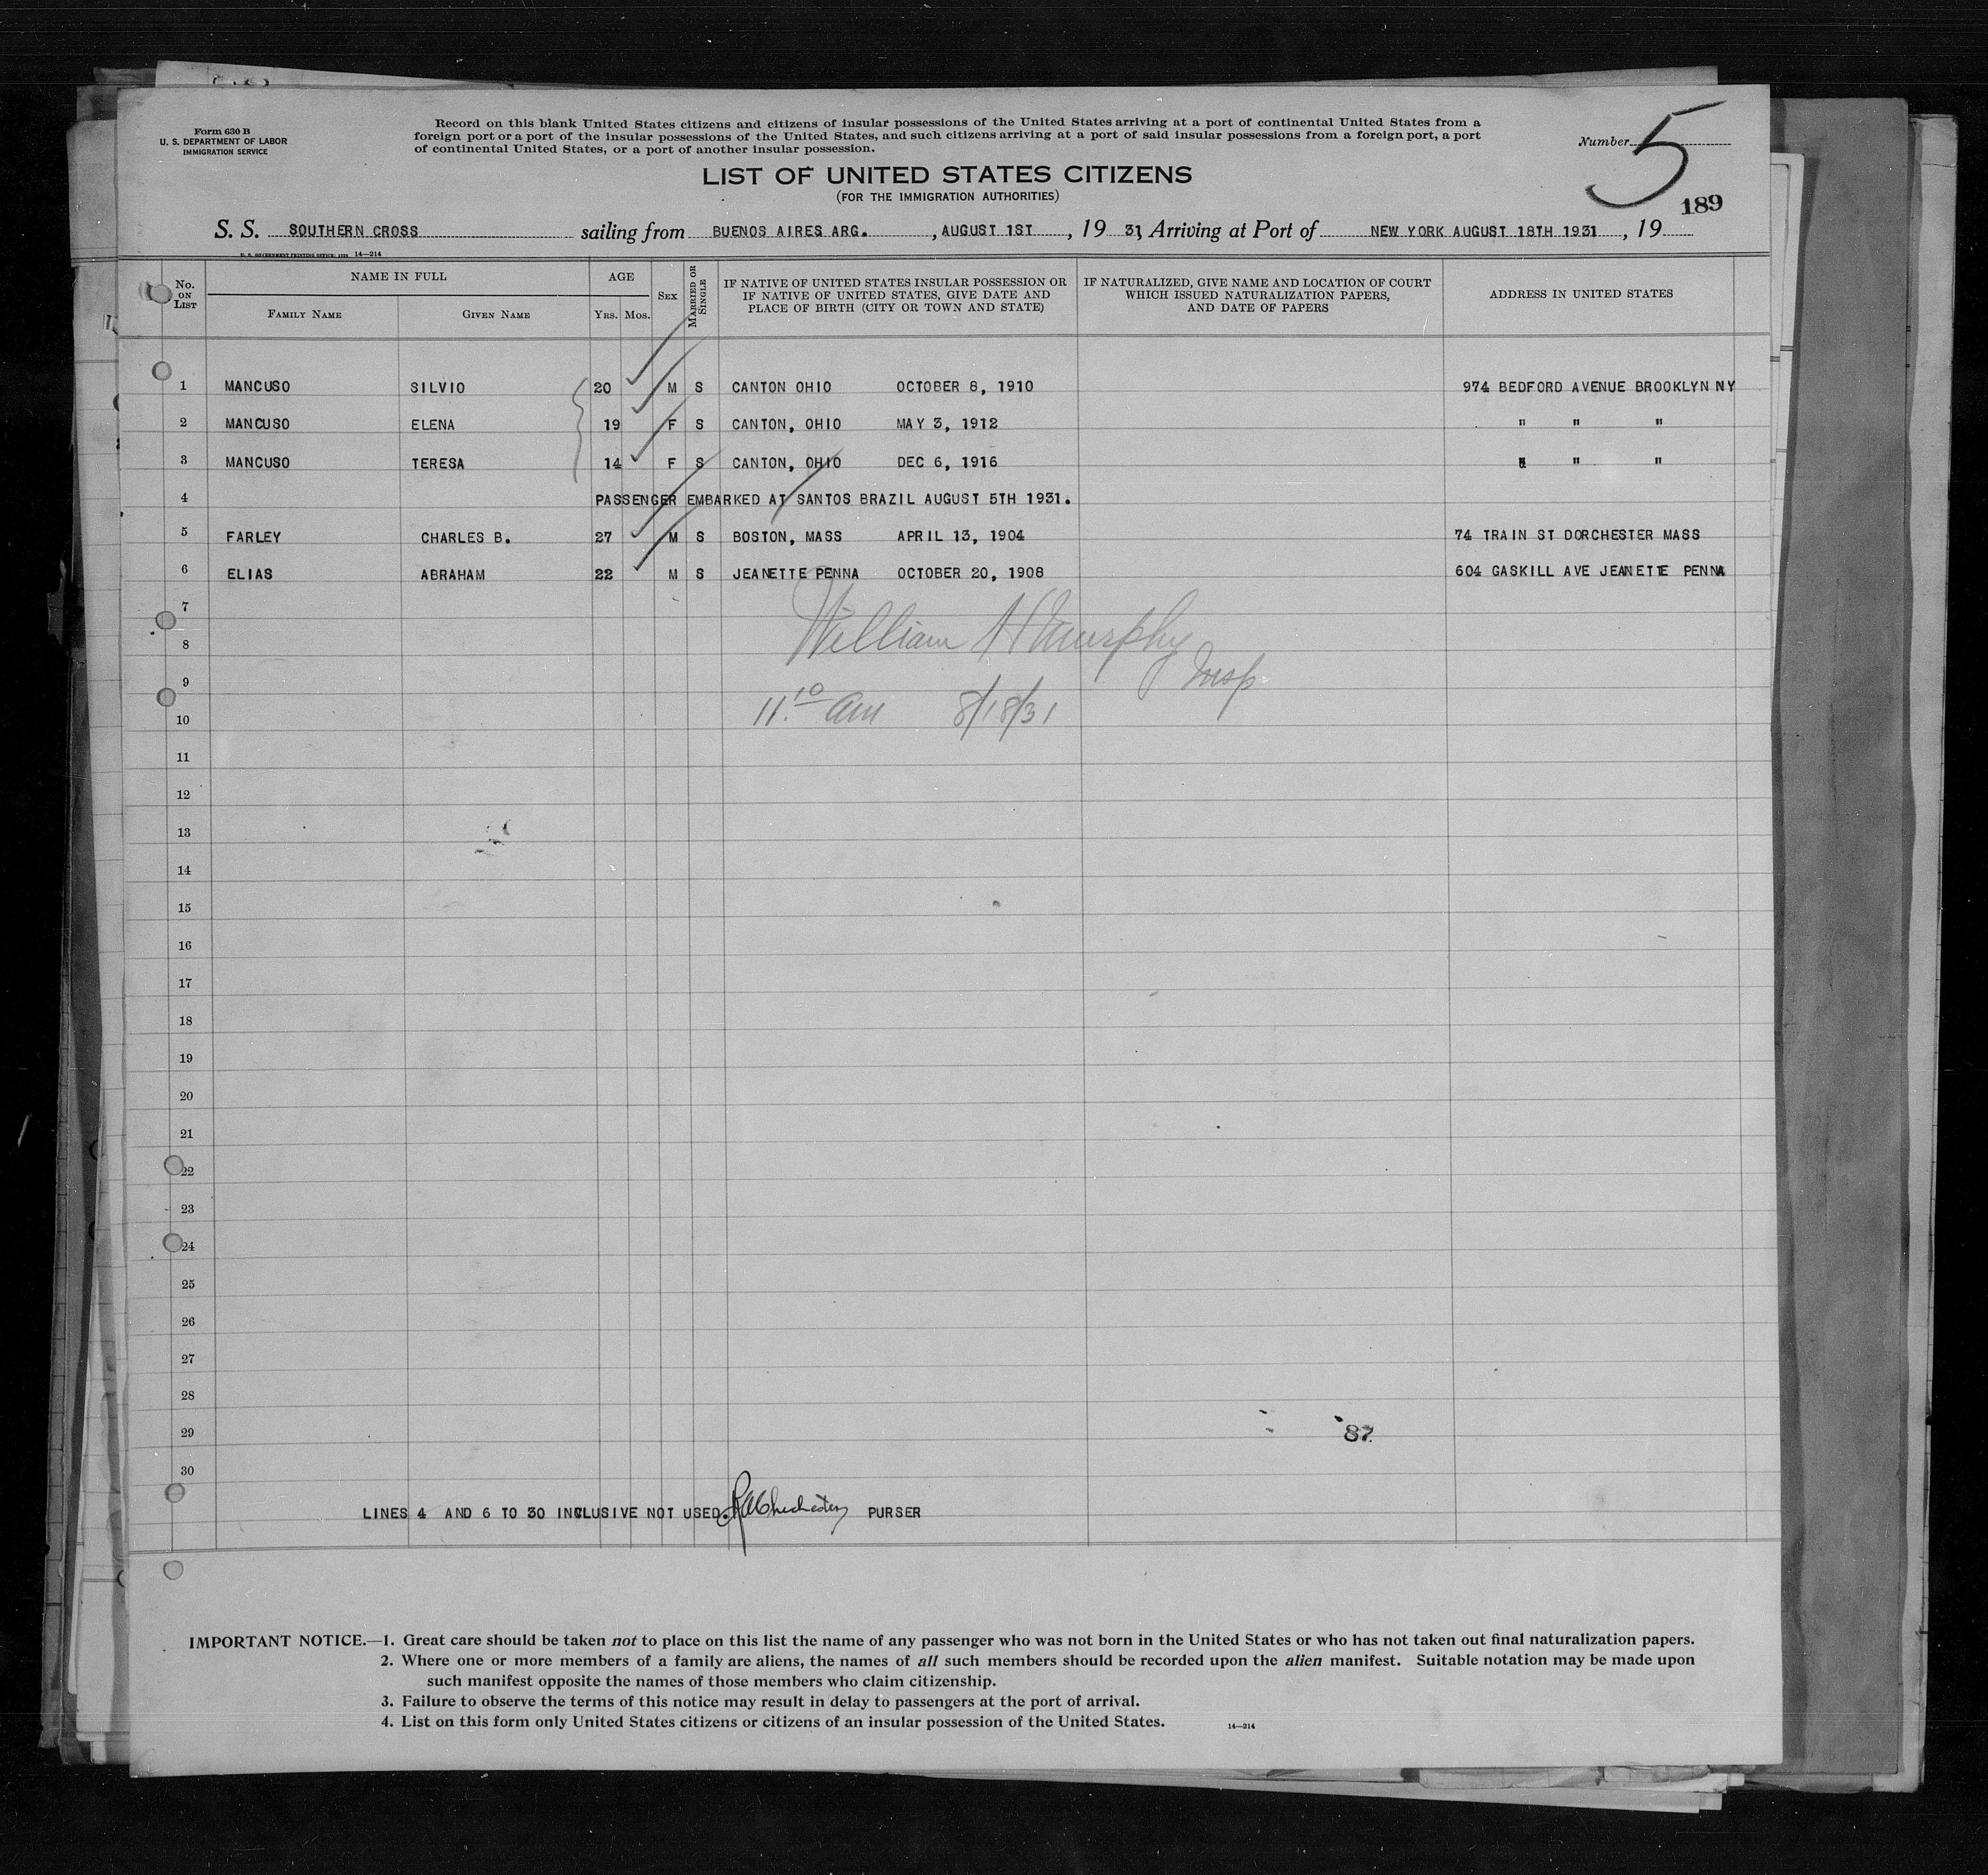 Form 630 B
U. S. DEPARTMENT OF LABOR
IMMIGRATION SERVICE
Record on this blank United States citizens and citizens of insular possessions of the United States arriving at a port of continental United States from a
foreign port or a port of the insular possessions of the United States, and such citizens arriving at a port of said insular possessions from a foreign port, a port
of continental United States, or a port of another insular possession.
Number 5
189
LIST OF UNITED STATES CITIZENS
(FOR THE IMMIGRATION AUTHORITIES)
S. S. SOUTHERN CROSS sailing from BUENOS AIRES ARG. , AUGUST 1ST , 19 31, Arriving at Port of NEW YORK AUGUST 18TH 1931 , 19
14—214
No. ON LIST
NAME IN FULL
FAMILY NAME
GIVEN NAME
AGE
YRS. MOS.
SEX
MARRIED OR SINGLE
IF NATIVE OF UNITED STATES INSULAR POSSESSION OR
IF NATIVE OF UNITED STATES, GIVE DATE AND
PLACE OF BIRTH (CITY OR TOWN AND STATE)
IF NATURALIZED, GIVE NAME AND LOCATION OF COURT
WHICH ISSUED NATURALIZATION PAPERS,
AND DATE OF PAPERS
ADDRESS IN UNITED STATES
1 MANCUSO SILVIO 20 M S CANTON OHIO OCTOBER 8, 1910 974 BEDFORD AVENUE BROOKLYN NY
2 MANCUSO ELENA 19 F S CANTON, OHIO MAY 3, 1912 " " "
3 MANCUSO TERESA 14 F S CANTON, OHIO DEC 6, 1916 " " "
4 PASSENGER EMBARKED AT SANTOS BRAZIL AUGUST 5TH 1931.
5 FARLEY CHARLES B. 27 M S BOSTON, MASS APRIL 13, 1904 74 TRAIN ST DORCHESTER MASS
6 ELIAS ABRAHAM 22 M S JEANETTE PENNA OCTOBER 20, 1908 604 GASKILL AVE JEANETTE PENNA
7
8 William H Murphy
9 Insp
10 11.10 am 8/18/31
11
12
13
14
15
16
17
18
19
20
21
22
23
24
25
26
27
28
29 87
30
LINES 4 AND 6 TO 30 INCLUSIVE NOT USED. PURSER
IMPORTANT NOTICE.—1. Great care should be taken not to place on this list the name of any passenger who was not born in the United States or who has not taken out final naturalization papers.
2. Where one or more members of a family are aliens, the names of all such members should be recorded upon the alien manifest. Suitable notation may be made upon
such manifest opposite the names of those members who claim citizenship.
3. Failure to observe the terms of this notice may result in delay to passengers at the port of arrival.
4. List on this form only United States citizens or citizens of an insular possession of the United States.
14—214